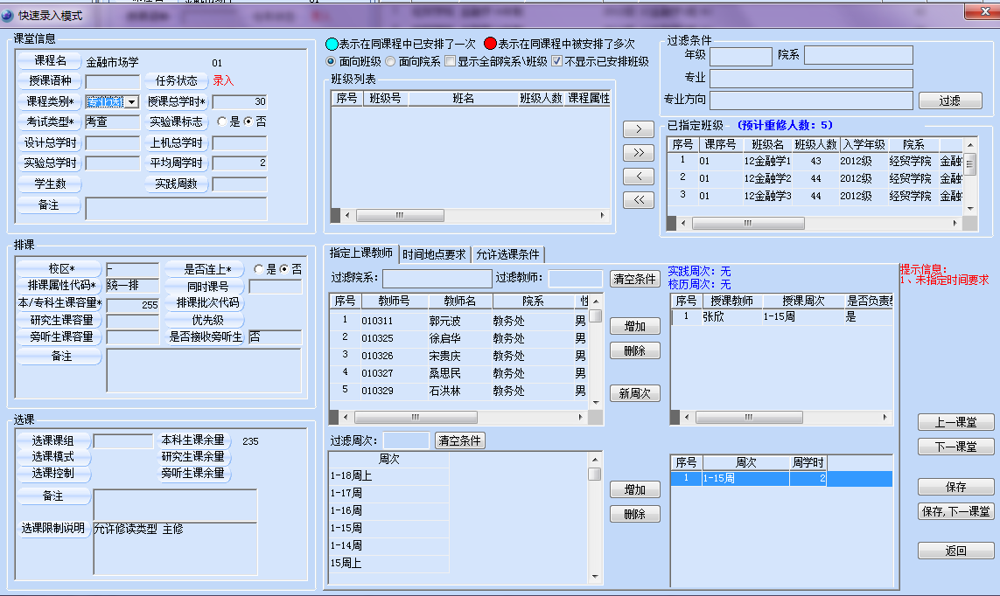 快速录入模式
课堂信息
课程名 金融市场学 01
授课语种 任务状态 录入
课程类别* 专业选 授课总学时* 30
考试类型* 考查 实验课标志 是 否
设计总学时 上机总学时
实验总学时 平均周学时 2
学生数 实践周数
备注
表示在同课程中已安排了一次 表示在同课程中被安排了多次
面向班级 面向院系 显示全部院系\班级 不显示已安排班级
班级列表
序号 班级号 班名 班级人数 课程属性
>
>>
<
<<
过滤条件
年级 院系
专业
专业方向 过滤
已指定班级 (预计重修人数: 5)
序号 课序号 班级名 班级人数 入学年级 院系
1 01 12金融学1 43 2012级 经贸学院 金融
2 01 12金融学2 44 2012级 经贸学院 金融
3 01 12金融学3 44 2012级 经贸学院 金融
排课
校区* - 是否连上* 是 否
排课属性代码* 统一排 同时课号
本/专科生课容量* 255 排课批次代码
研究生课容量 优先级
旁听生课容量 是否接收旁听生 否
备注
选课
选课课组 本科生课余量 235
选课模式 研究生课余量
选课控制 旁听生课余量
备注
选课限制说明 允许修读类型 主修
指定上课教师 时间地点要求 允许选课条件
过滤院系: 过滤教师: 清空条件
序号 教师号 教师名 院系 性
1 010311 郭元波 教务处 男
2 010325 徐启华 教务处 男
3 010326 宋贵庆 教务处 男
4 010327 桑思民 教务处 男
5 010329 石洪林 教务处 男
增加
删除
新周次
过滤周次: 清空条件
周次
1-18周上
1-17周
1-16周
1-15周
1-14周
15周上
增加
删除
实践周次: 无
校历周次: 无
序号 授课教师 授课周次 是否负责教
1 张欣 1-15周 是
序号 周次 周学时
1 1-15周 2
提示信息:
1、未指定时间要求
上一课堂
下一课堂
保存
保存,下一课堂
返回